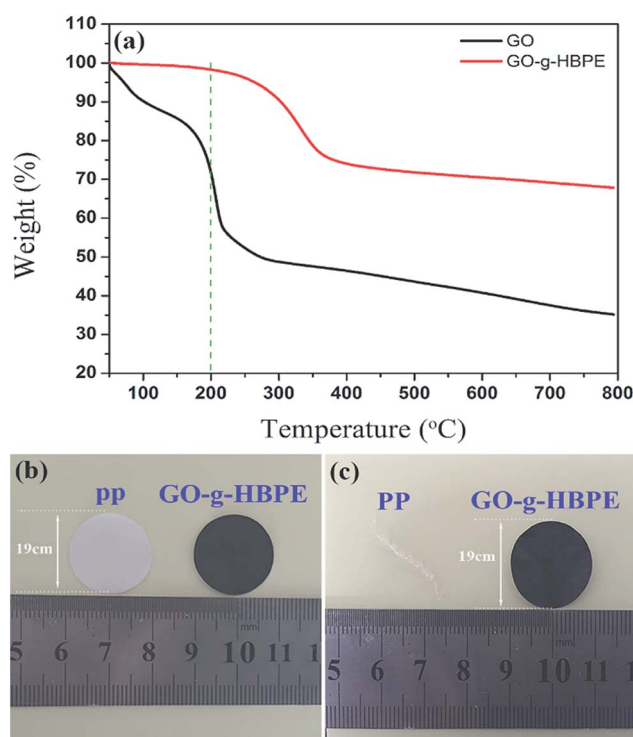 (a)
GO
GO-g-HBPE
110
100
90
80
70
60
50
40
30
20
Weight (%)
100 200 300 400 500 600 700 800
Temperature (°C)
(b)
pp GO-g-HBPE
19cm
mm
5 6 7 8 9 10 11 1
(c)
PP GO-g-HBPE
19cm
mm
5 6 7 8 9 10 11 1